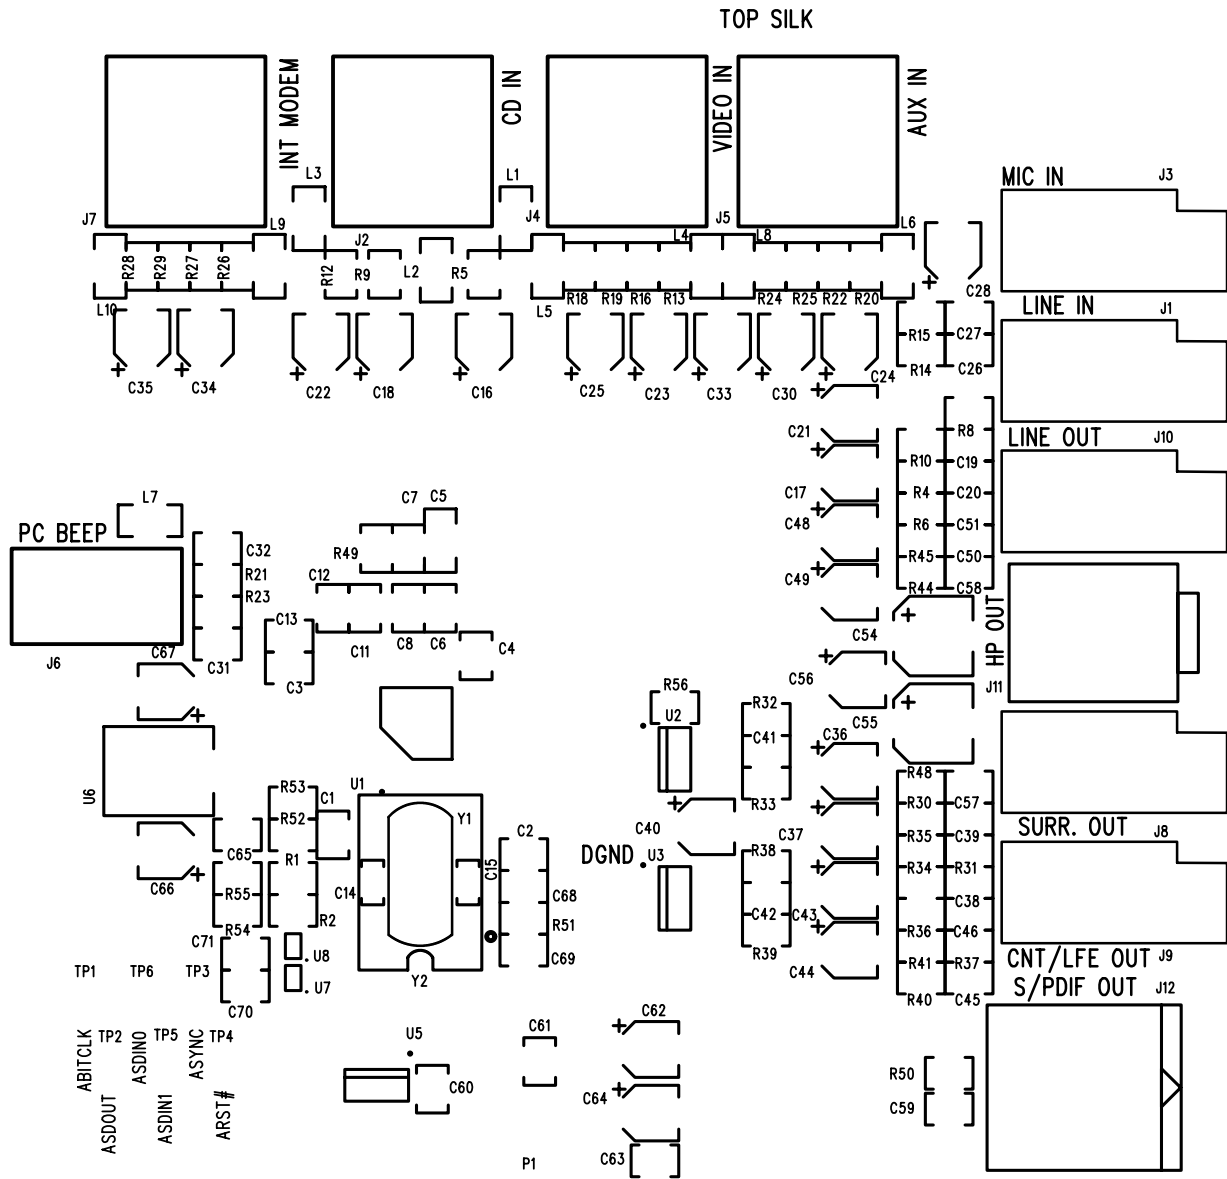 TOP SILK
INT MODEM
CD IN
VIDEO IN
AUX IN
L3
L1
MIC IN
J3
J7
L9
J2
J4
L4
J5
L8
L6
R28
R29
R27
R26
R12
R9
L2
R5
C28
L10
L5
R18
R19
R16
R13
R24
R25
R22
R20
LINE IN
J1
R15
C27
C35
C34
C22
C18
C16
C25
C23
C33
C30
C24
R14
C26
C21
R8
LINE OUT
J10
R10
C19
L7
C7
C5
C17
R4
C20
PC BEEP
C48
R6
C51
C32
R49
R45
C50
R21
C12
C49
R44
C58
R23
C13
C54
HP OUT
C67
J6
C31
C11
C8
C6
C4
C3
R56
C56
J11
U2
R32
C55
C41
C36
U6
R53
C1
U1
R48
R33
R30
C57
R52
Y1
C2
C40
C37
R35
C39
SURR. OUT
J8
DGND
U3
R38
C65
R1
C15
R34
R31
C66
R55
C14
C68
C38
R54
R2
R51
C42
C43
R36
C46
C71
U8
C69
R39
CNT/LFE OUT
J9
TP1
TP6
TP3
U7
Y2
C44
R41
R37
S/PDIF OUT
J12
C70
R40
C45
ABITCLK
TP2
ASDIN0
TP5
ASYNC
TP4
U5
C61
C62
R50
ASDOUT
ASDIN1
ARST#
C60
C64
C59
P1
C63